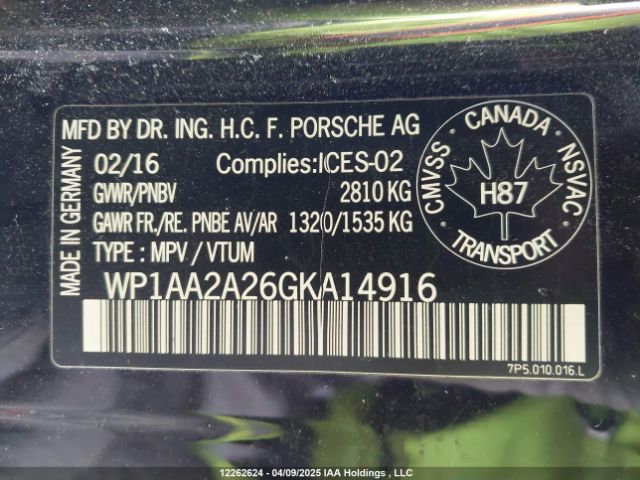 MFD BY DR. ING. H.C. F. PORSCHE AG
02/16 Complies:ICES-02
GWR/PNBV 2810 KG
GAWR FR./RE. PNBE AV/AR 1320/1535 KG
TYPE : MPV / VTUM
WP1AA2A26GKA14916
MADE IN GERMANY
CMVSS · CANADA · NSVAC
H87
TRANSPORT
7P5.010.016.L
12262624 - 04/09/2025 IAA Holdings , LLC